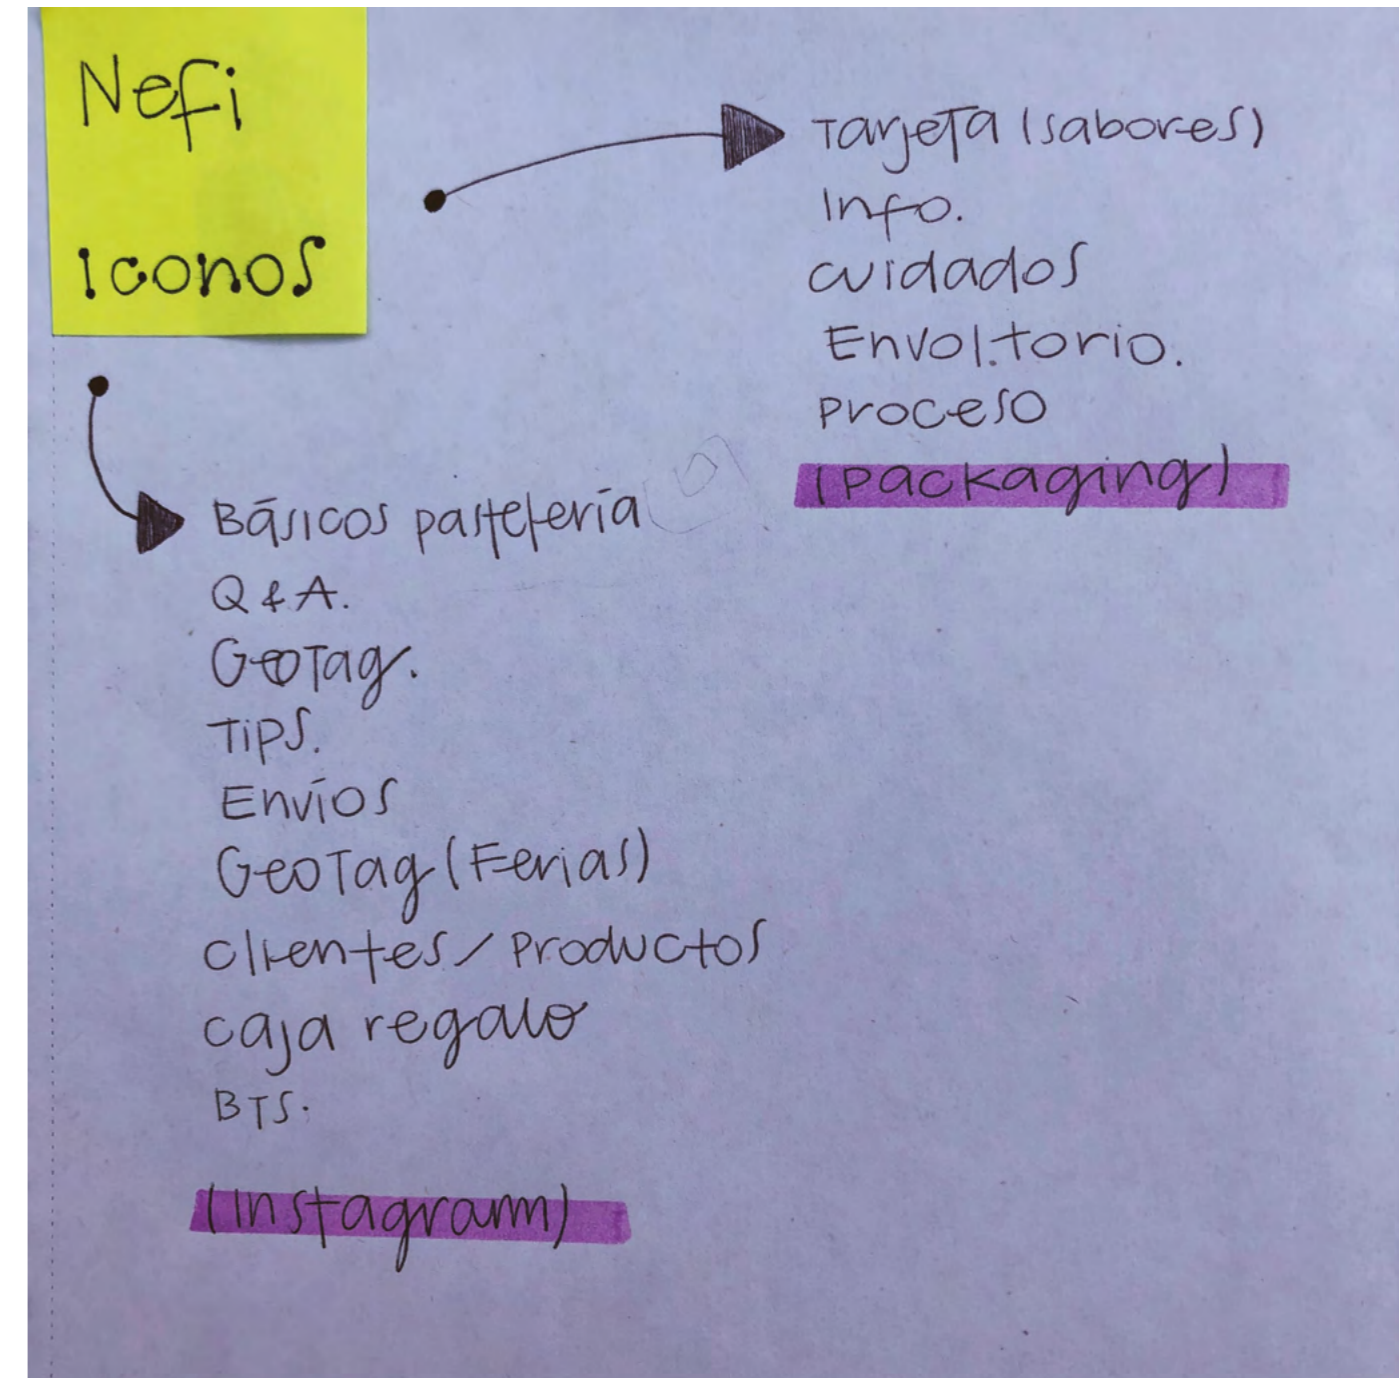 Nefi
Iconos
Tarjeta (sabores)
Info.
cuidados
Envoltorio.
Proceso
(Packaging)
Básicos pastelería
Q & A.
GeoTag.
Tips.
Envíos
GeoTag (Ferias)
clientes / Productos
caja regalo
BTS.
(Instagram)